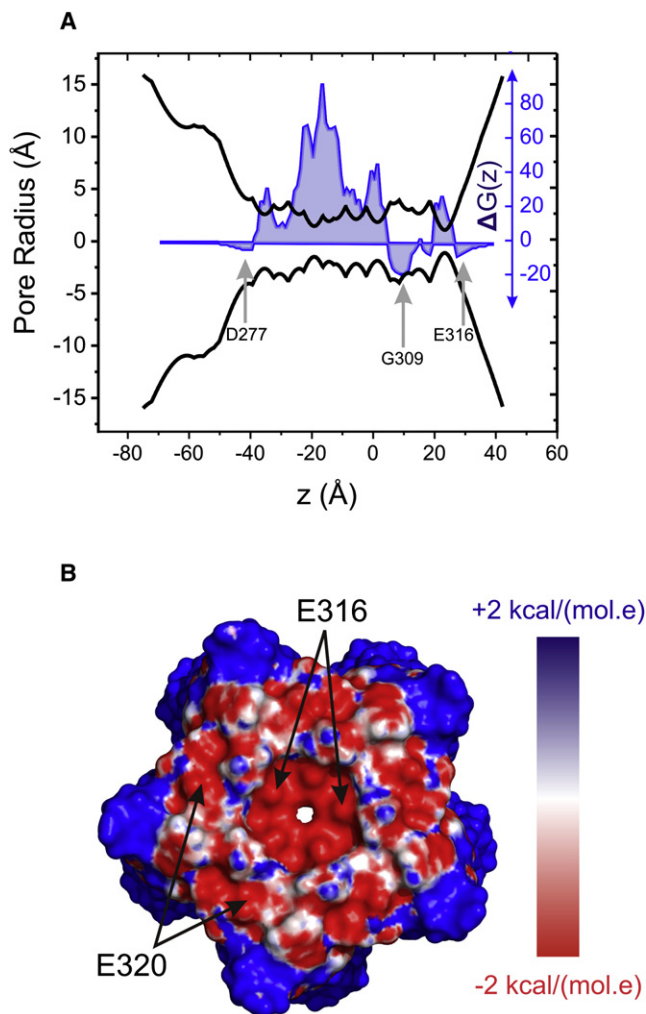 A
Pore Radius (Å)
15
10
5
0
-5
-10
-15
80
60
40
20
0
-20
ΔG(z)
D277
G309
E316
-80 -60 -40 -20 0 20 40 60
z (Å)
B
E316
+2 kcal/(mol.e)
E320
-2 kcal/(mol.e)